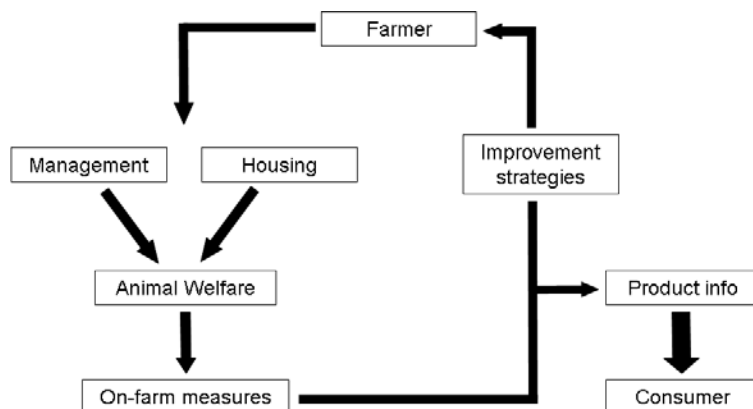 Farmer
Management
Housing
Improvement
strategies
Animal Welfare
Product info
On-farm measures
Consumer